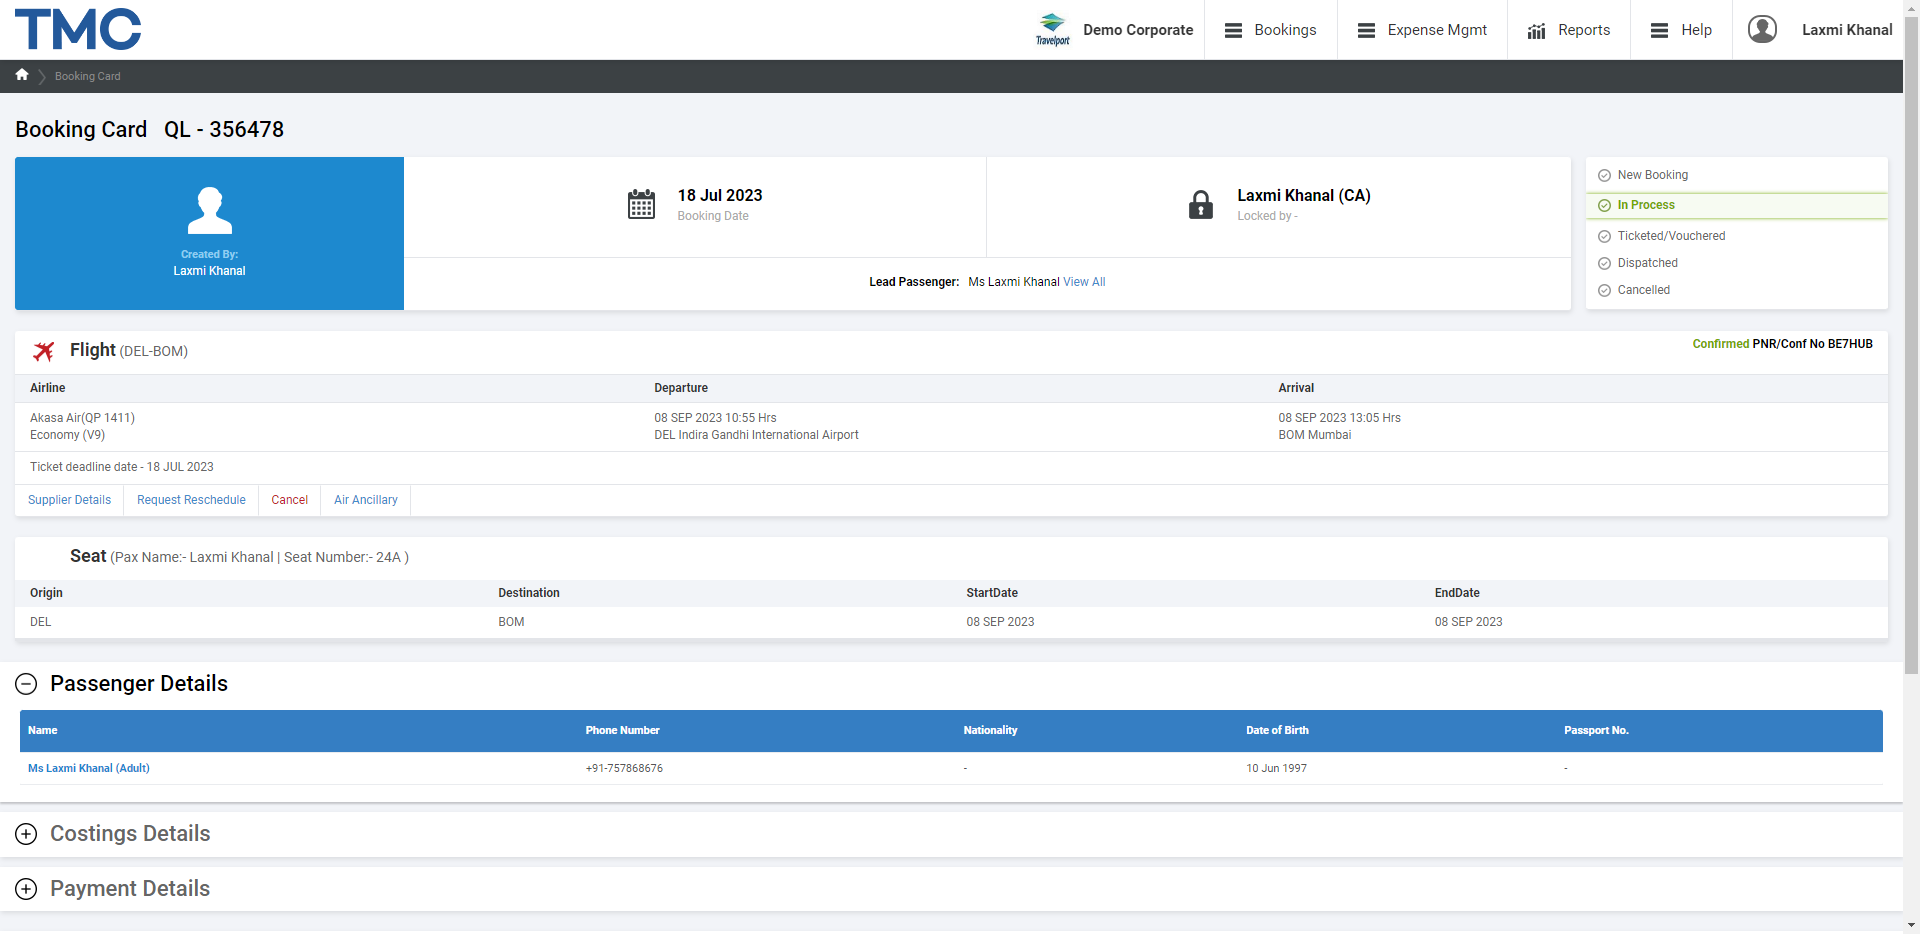 TMC
Travelport
Demo Corporate
Bookings
Expense Mgmt
Reports
Help
Laxmi Khanal
Booking Card
Booking Card QL - 356478
Created By:
Laxmi Khanal
18 Jul 2023
Booking Date
Laxmi Khanal (CA)
Locked by -
Lead Passenger: Ms Laxmi Khanal View All
New Booking
In Process
Ticketed/Vouchered
Dispatched
Cancelled
Flight (DEL-BOM)
Confirmed PNR/Conf No BE7HUB
Airline Departure Arrival
Akasa Air(QP 1411) 08 SEP 2023 10:55 Hrs 08 SEP 2023 13:05 Hrs
Economy (V9) DEL Indira Gandhi International Airport BOM Mumbai
Ticket deadline date - 18 JUL 2023
Supplier Details Request Reschedule Cancel Air Ancillary
Seat (Pax Name:- Laxmi Khanal | Seat Number:- 24A )
Origin Destination StartDate EndDate
DEL BOM 08 SEP 2023 08 SEP 2023
Passenger Details
Name Phone Number Nationality Date of Birth Passport No.
Ms Laxmi Khanal (Adult) +91-757868676 - 10 Jun 1997 -
Costings Details
Payment Details